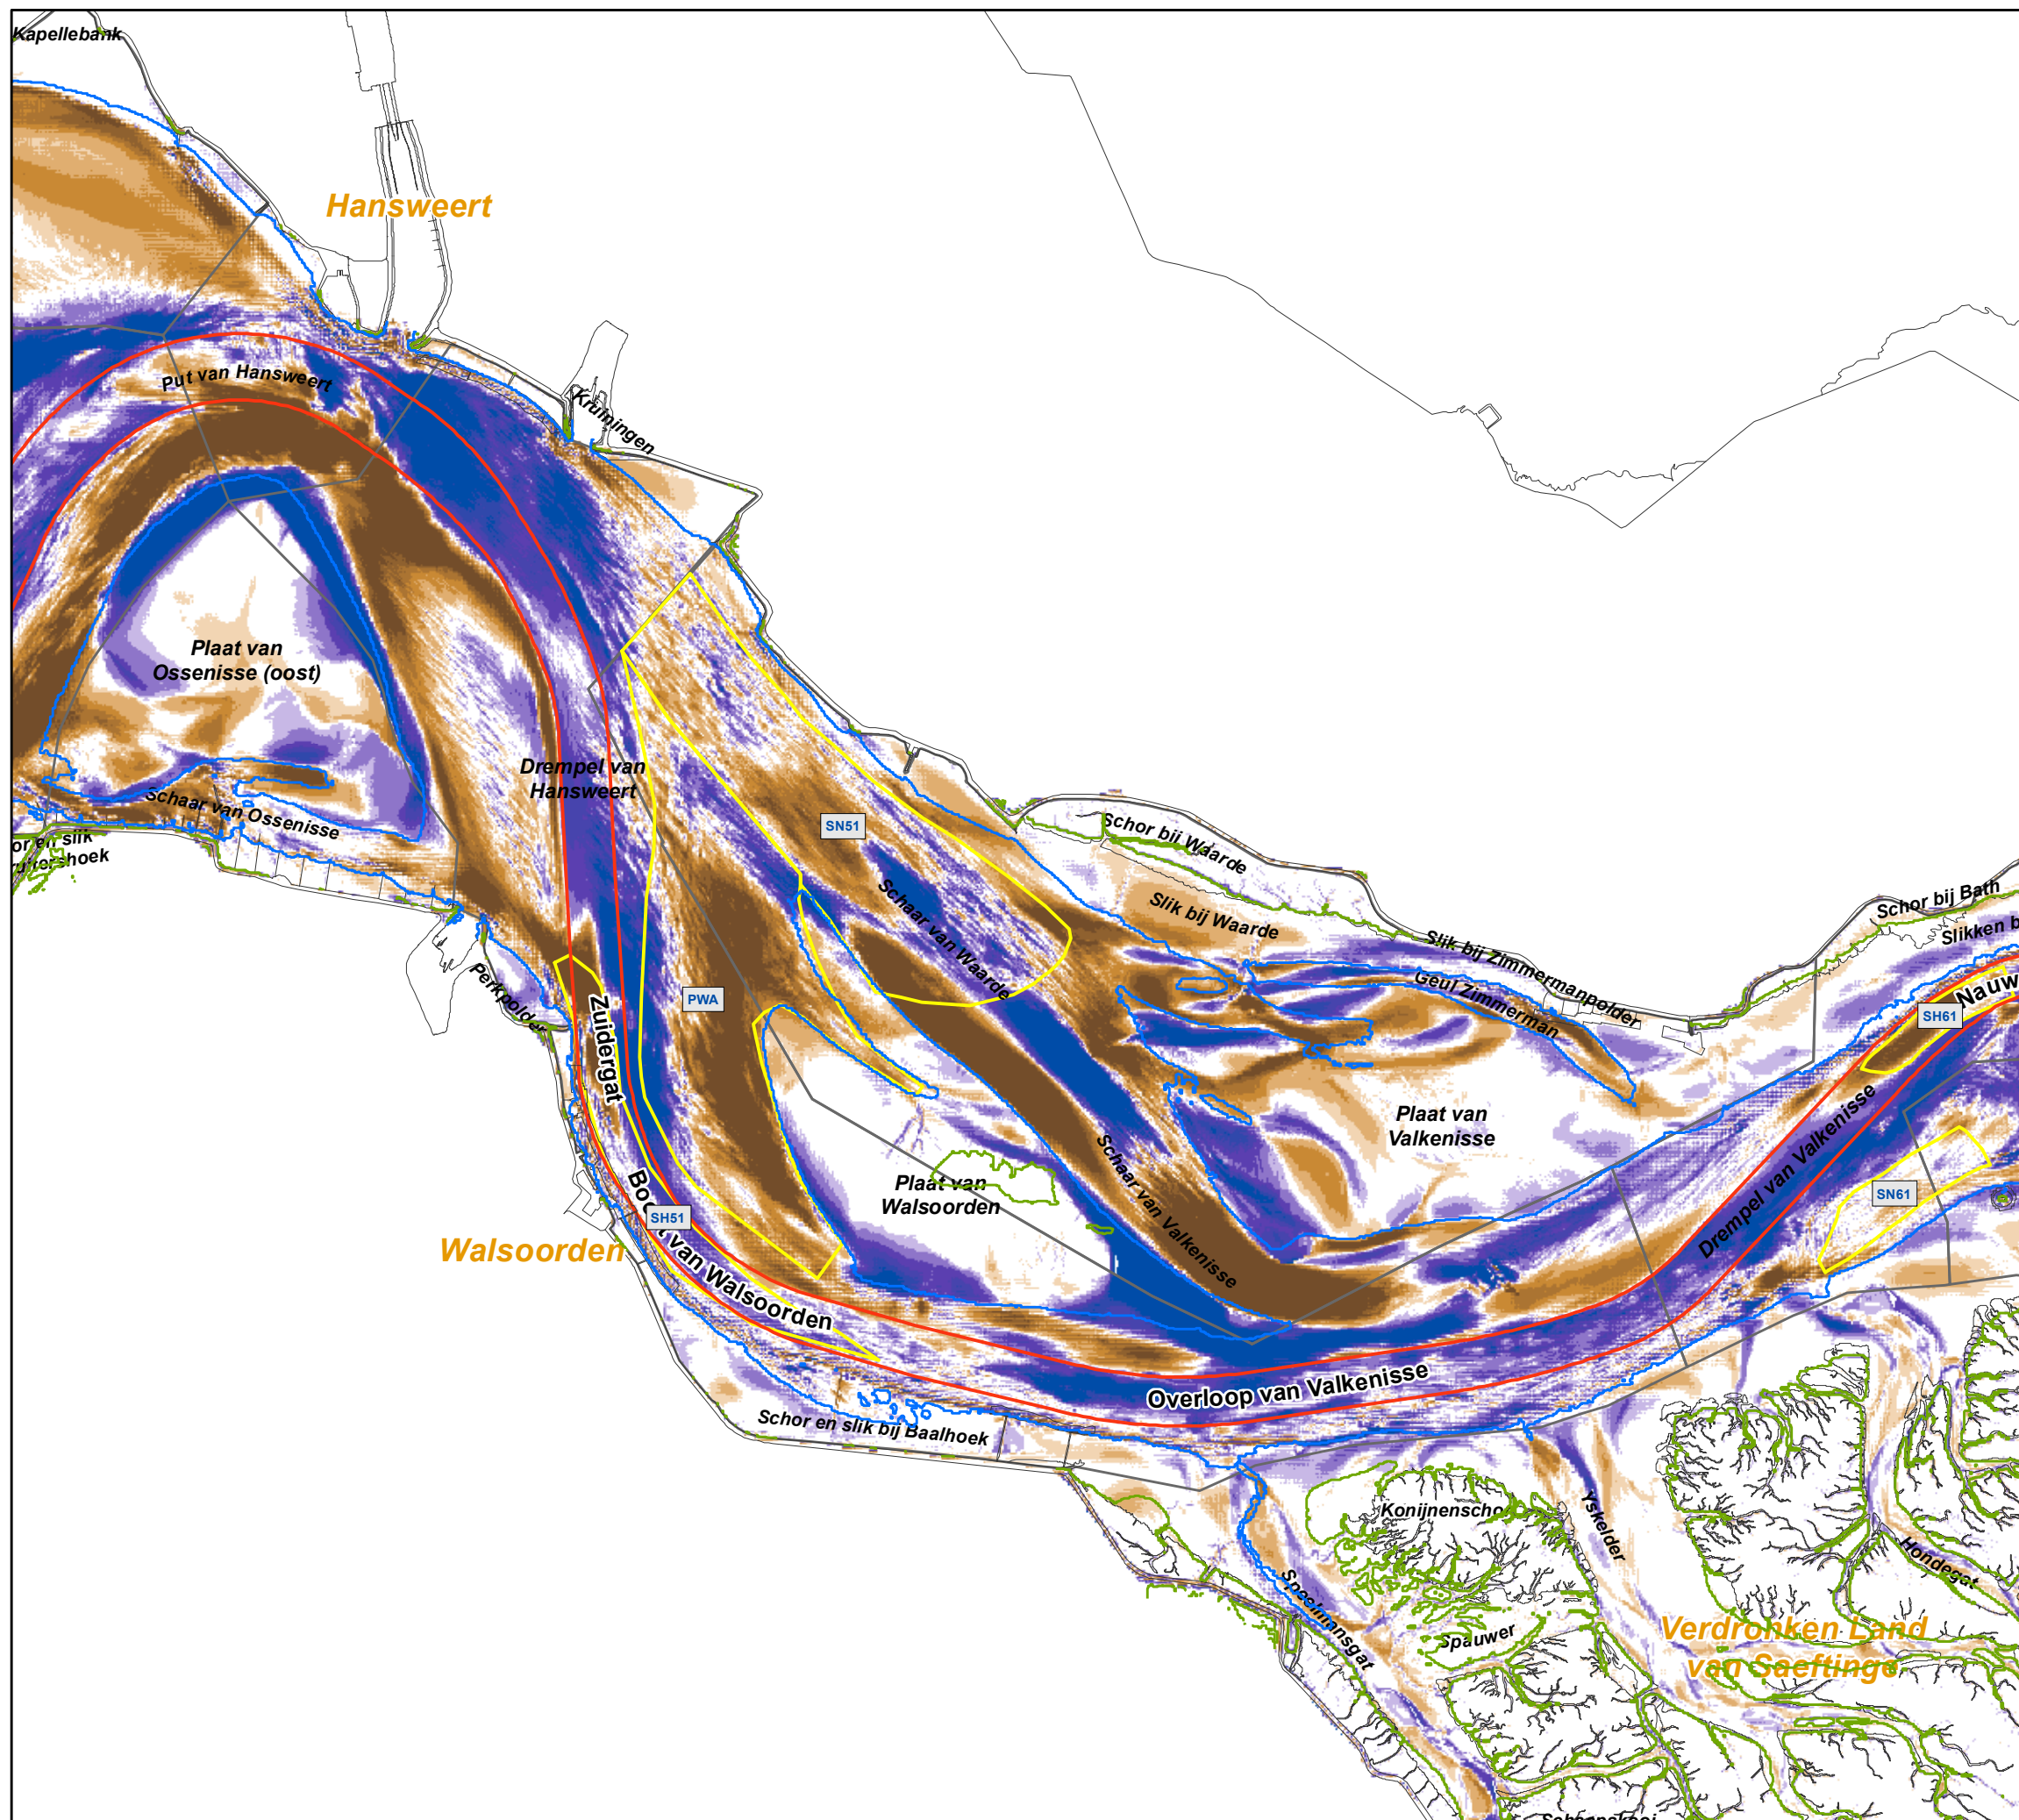 Kapellebank
Hansweert
Put van Hansweert
Kruiningen
Plaat van
Ossenisse (oost)
Drempel van
Hansweert
Schaar van Ossenisse
SN51
Schor bij Waarde
Slik bij Waarde
Schaar van Waarde
Slik bij Zimmermanpolder
Geul Zimmerman
Schor bij Bath
Slikken b
Nauw
SH61
Perkpolder
Zuidergat
PWA
Plaat van
Valkenisse
Drempel van Valkenisse
SN61
Plaat van
Walsoorden
Schaar van Valkenisse
SH51
Walsoorden
van Walsoorden
Overloop van Valkenisse
Schor en slik bij Baalhoek
Konijnenscho
Yskelder
Hondegat
Speelmansgat
Spauwer
Verdronken Land
van Saeftinge